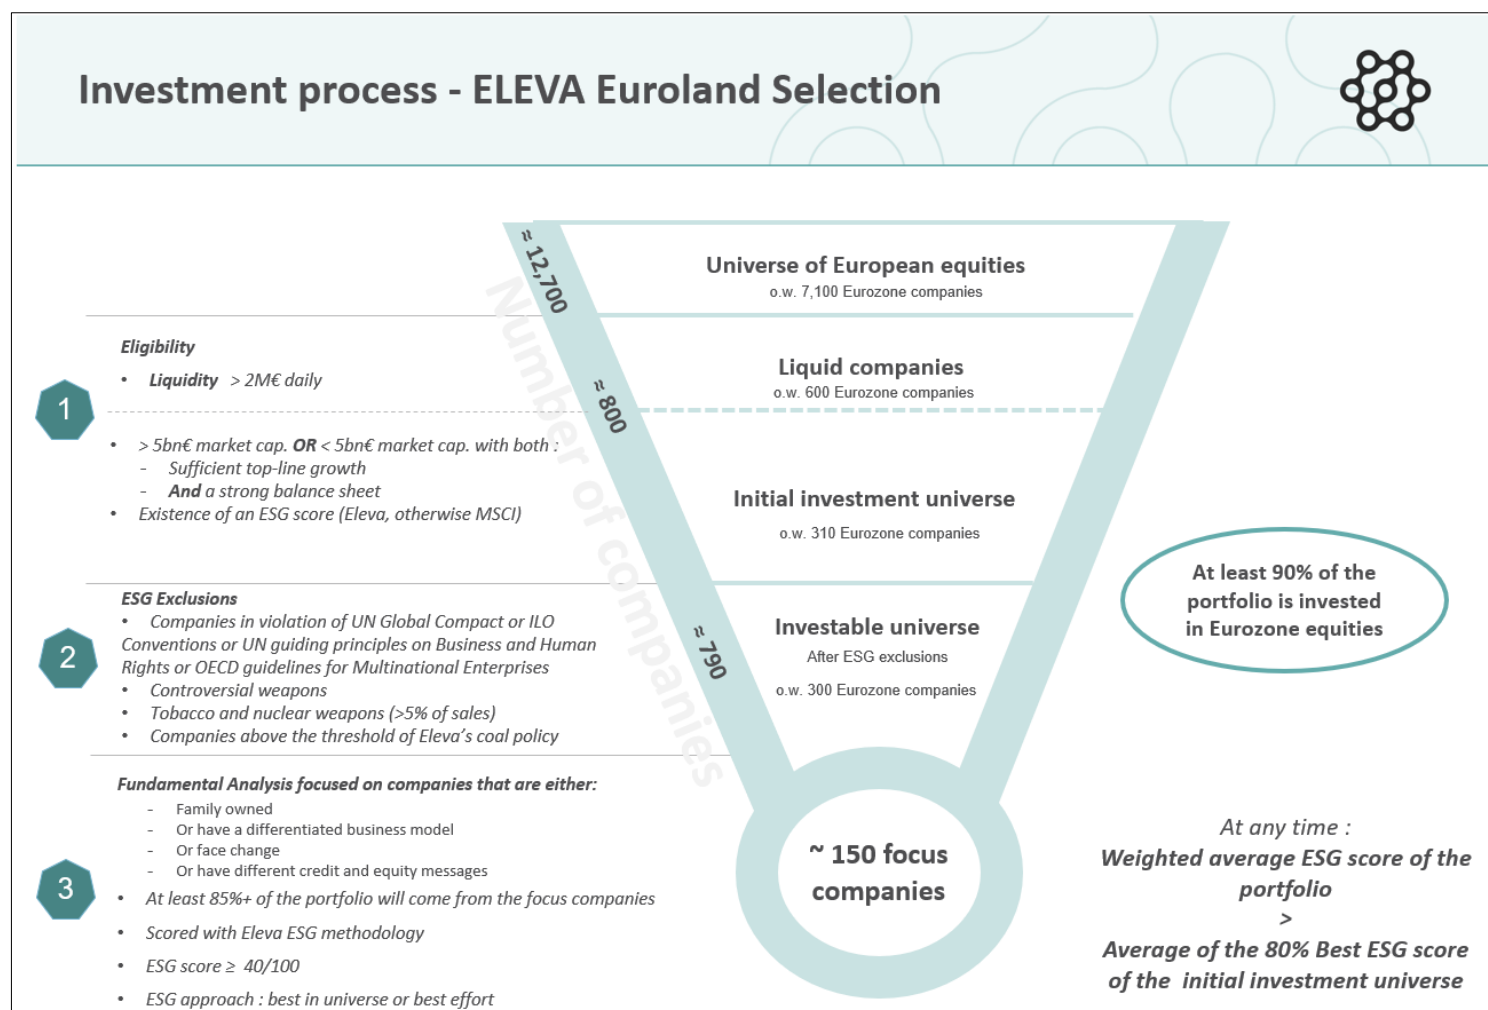 Investment process - ELEVA Euroland Selection
≈ 12,700
Universe of European equities
o.w. 7,100 Eurozone companies
Number of companies
Eligibility
• Liquidity > 2M€ daily
1
≈ 800
Liquid companies
o.w. 600 Eurozone companies
• > 5bn€ market cap. OR < 5bn€ market cap. with both :
- Sufficient top-line growth
- And a strong balance sheet
• Existence of an ESG score (Eleva, otherwise MSCI)
Initial investment universe
o.w. 310 Eurozone companies
ESG Exclusions
• Companies in violation of UN Global Compact or ILO
Conventions or UN guiding principles on Business and Human
Rights or OECD guidelines for Multinational Enterprises
• Controversial weapons
• Tobacco and nuclear weapons (>5% of sales)
• Companies above the threshold of Eleva's coal policy
2
≈ 790
Investable universe
After ESG exclusions
o.w. 300 Eurozone companies
At least 90% of the
portfolio is invested
in Eurozone equities
Fundamental Analysis focused on companies that are either:
- Family owned
- Or have a differentiated business model
- Or face change
- Or have different credit and equity messages
3
• At least 85%+ of the portfolio will come from the focus companies
• Scored with Eleva ESG methodology
• ESG score ≥ 40/100
• ESG approach : best in universe or best effort
~ 150 focus
companies
At any time :
Weighted average ESG score of the
portfolio
>
Average of the 80% Best ESG score
of the initial investment universe